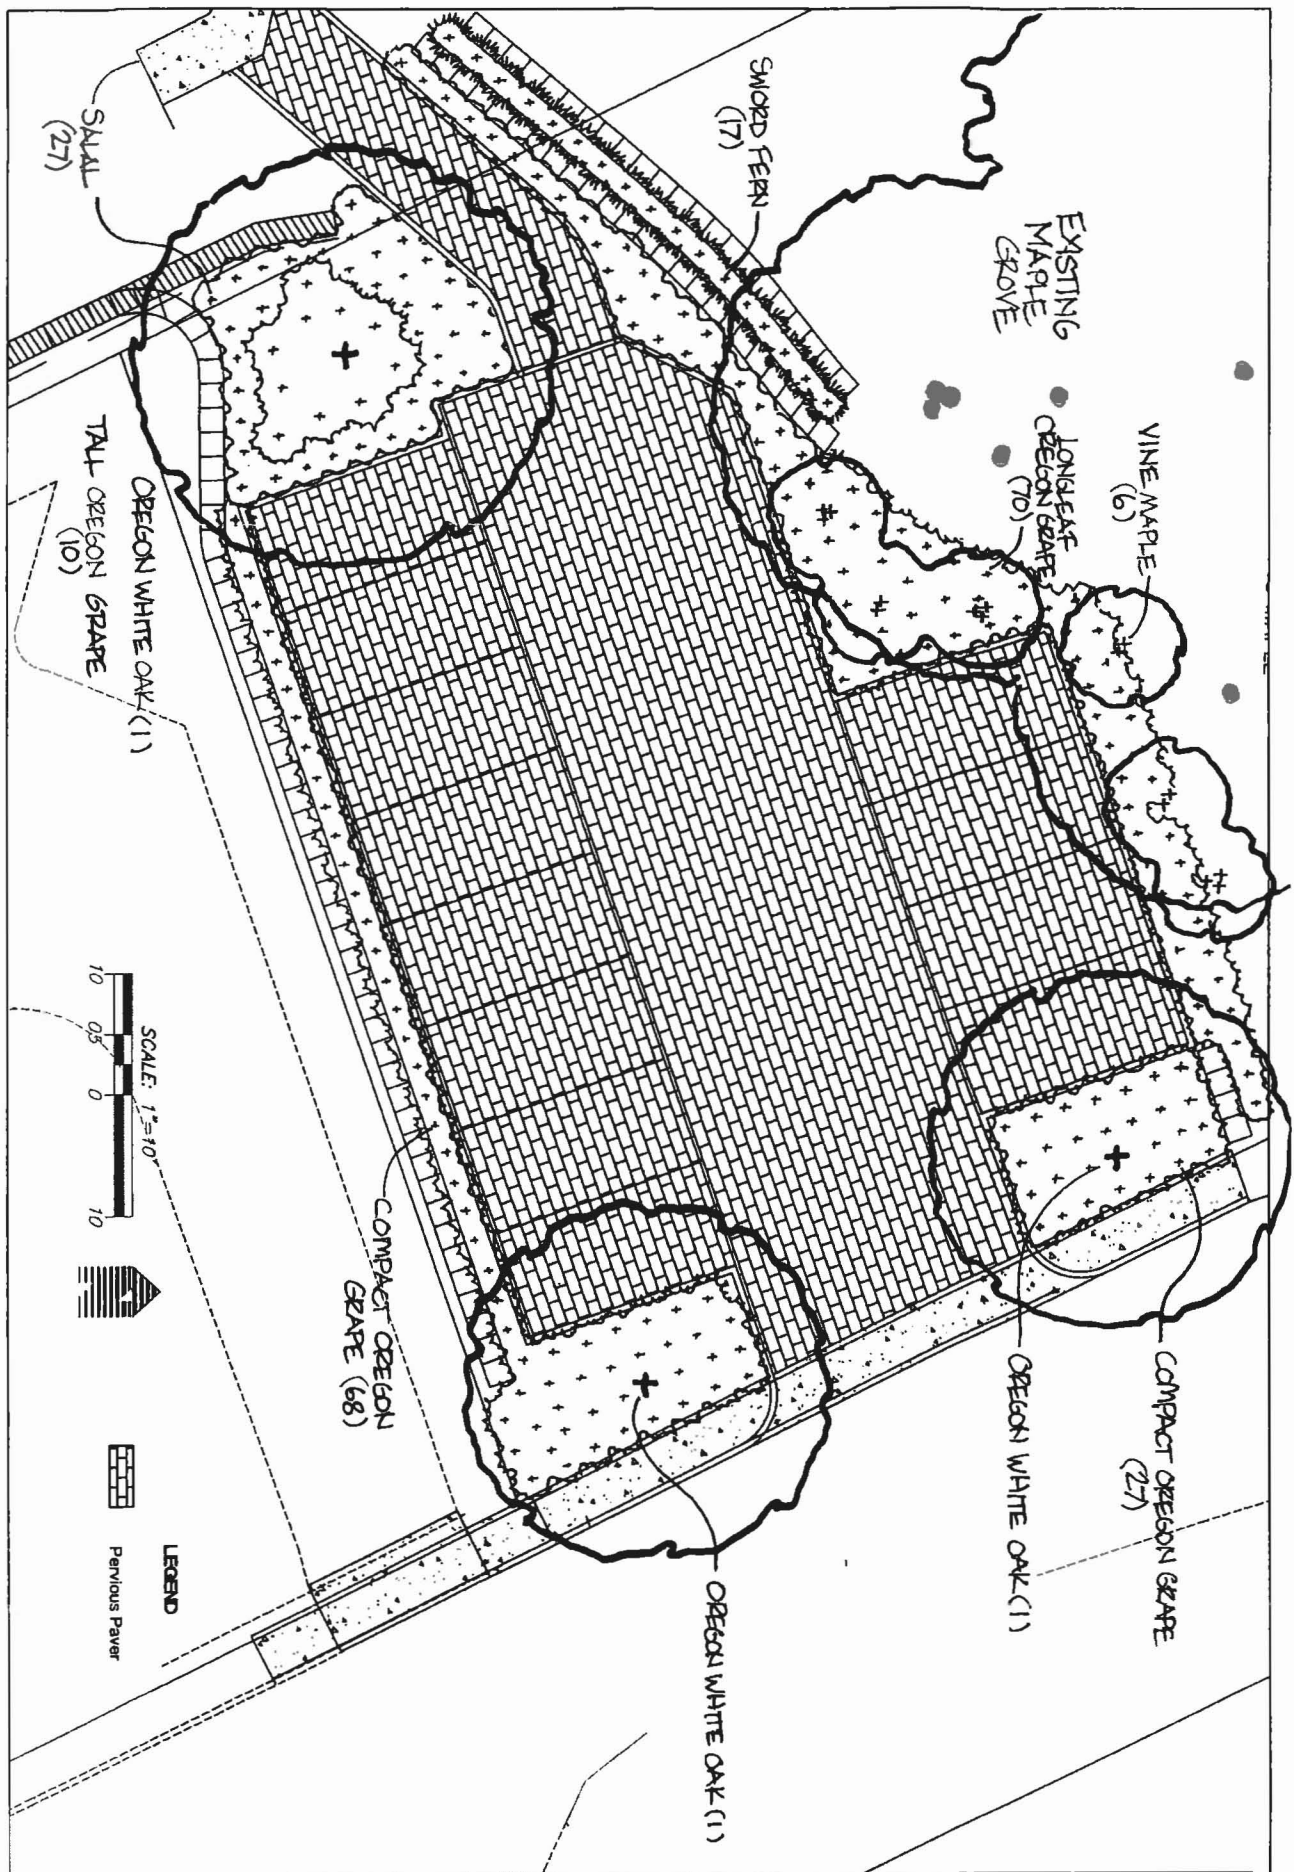 EXISTING
MAPLE
GROVE
VINE MAPLE
(6)
LONGLEAF
OREGON GRAPE
(70)
SWORD FERN
(17)
SALAL
(27)
OREGON WHITE OAK (1)
TALL OREGON GRAPE
(10)
COMPACT OREGON GRAPE
(27)
OREGON WHITE OAK (1)
OREGON WHITE OAK (1)
COMPACT OREGON
GRAPE (68)
SCALE: 1"=10'
10 05 0 10
LEGEND
Pervious Paver